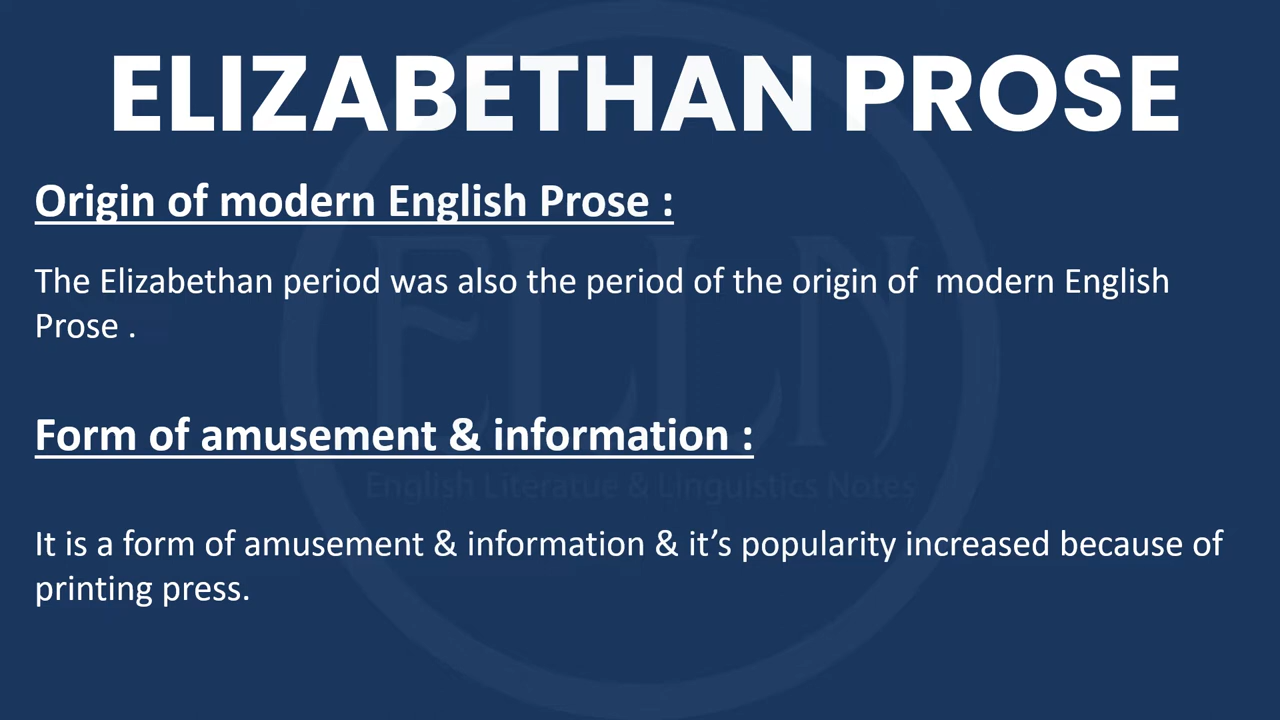 ELIZABETHAN PROSE
Origin of modern English Prose :
The Elizabethan period was also the period of the origin of  modern English
Prose .
Form of amusement & information :
ELLN
English Literatue & Linguistics Notes
It is a form of amusement & information & it’s popularity increased because of
printing press.